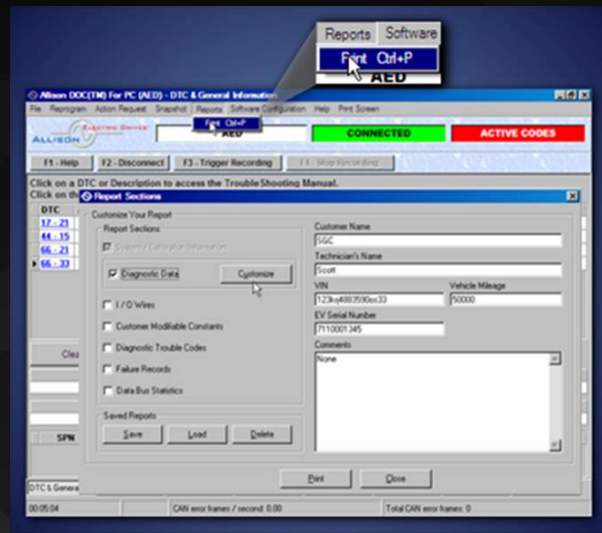 Reports Software
Print Ctrl+P
AED
Allison DOC(TM) For PC (AED) - DTC & General Information
File Reprogram Action Request Snapshot Reports Software Configuration Help Print Screen
Print Ctrl+P
ALLISON ELECTRIC DRIVES
AED
CONNECTED
ACTIVE CODES
F1 - Help
F2 - Disconnect
F3 - Trigger Recording
F4 - Stop Recording
Click on a DTC or Description to access the TroubleShooting Manual.
Click on th
Report Sections
DTC
17 - 21
44 - 15
66 - 21
66 - 33
Clea
SPN
Customize Your Report
Report Sections
System / Calibration Information
Diagnostic Data
Customize
I / O Wires
Customer Modifiable Constants
Diagnostic Trouble Codes
Failure Records
Data Bus Statistics
Saved Reports
Save
Load
Delete
Customer Name
SGC
Technician's Name
Scott
VIN
Vehicle Mileage
50000
EV Serial Number
7110001345
Comments
None
Print
Close
DTC & Genera
00:05:04
CAN error frames / second: 0.00
Total CAN error frames: 0